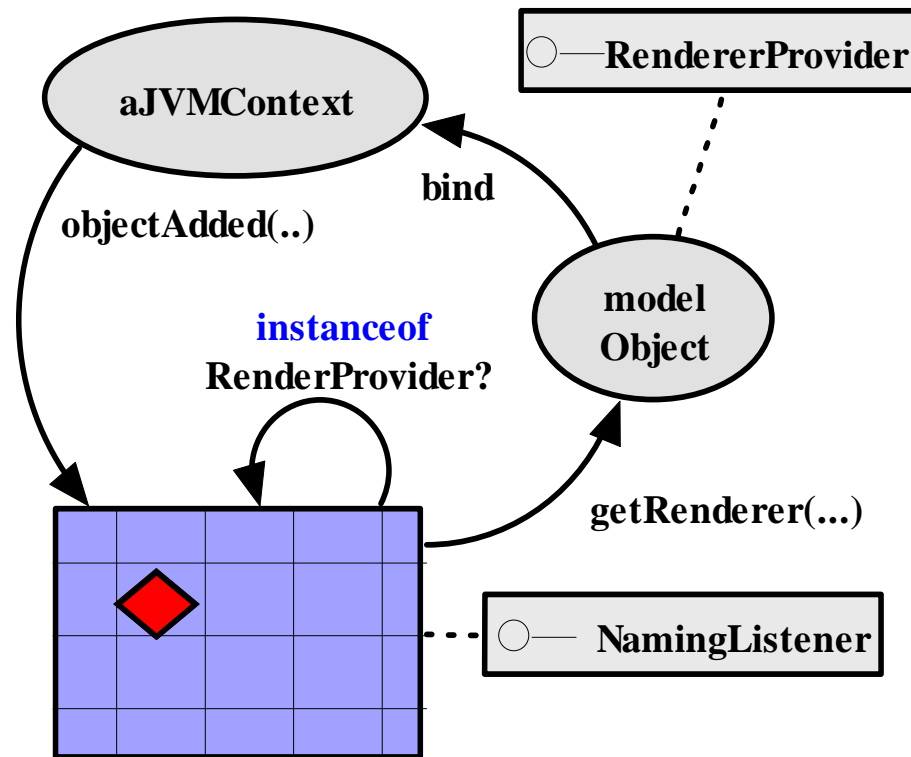 RendererProvider
aJVMContext
bind
objectAdded(..)
model
Object
instanceof
RenderProvider?
getRenderer(...)
NamingListener